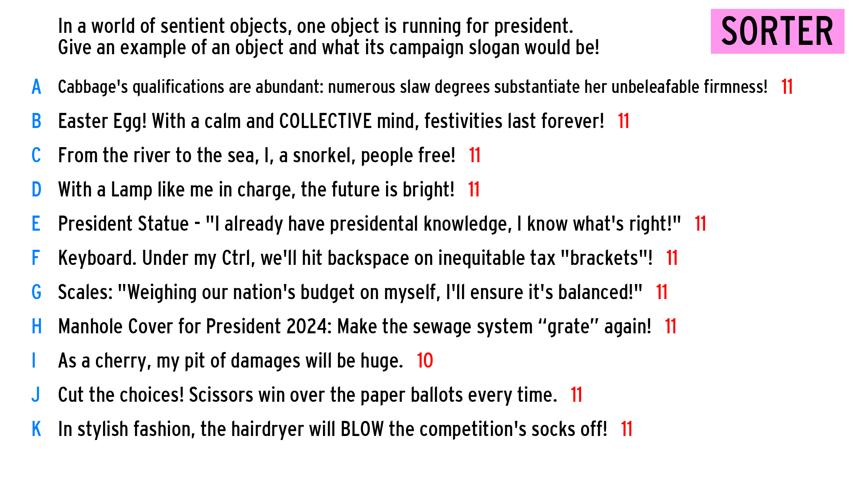 In a world of sentient objects, one object is running for president.
Give an example of an object and what its campaign slogan would be!
SORTER
A Cabbage's qualifications are abundant: numerous slaw degrees substantiate her unbeleafable firmness! 11
B Easter Egg! With a calm and COLLECTIVE mind, festivities last forever! 11
C From the river to the sea, I, a snorkel, people free! 11
D With a Lamp like me in charge, the future is bright! 11
E President Statue - "I already have presidential knowledge, I know what's right!" 11
F Keyboard. Under my Ctrl, we'll hit backspace on inequitable tax "brackets"! 11
G Scales: "Weighing our nation's budget on myself, I'll ensure it's balanced!" 11
H Manhole Cover for President 2024: Make the sewage system “grate” again! 11
I As a cherry, my pit of damages will be huge. 10
J Cut the choices! Scissors win over the paper ballots every time. 11
K In stylish fashion, the hairdryer will BLOW the competition's socks off! 11